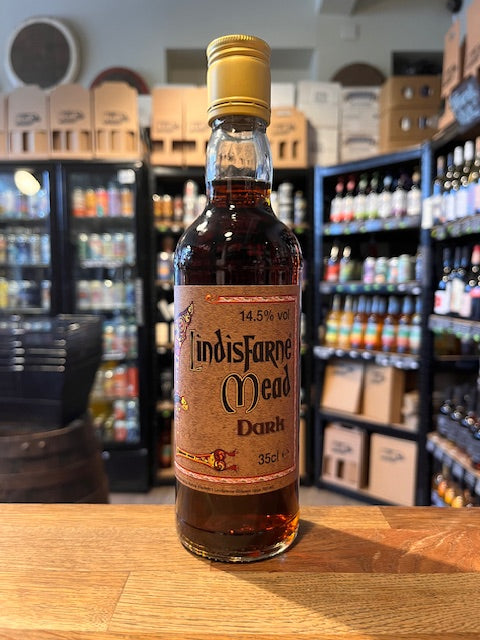 14.5% vol
Lindisfarne
Mead
Dark
35cl e